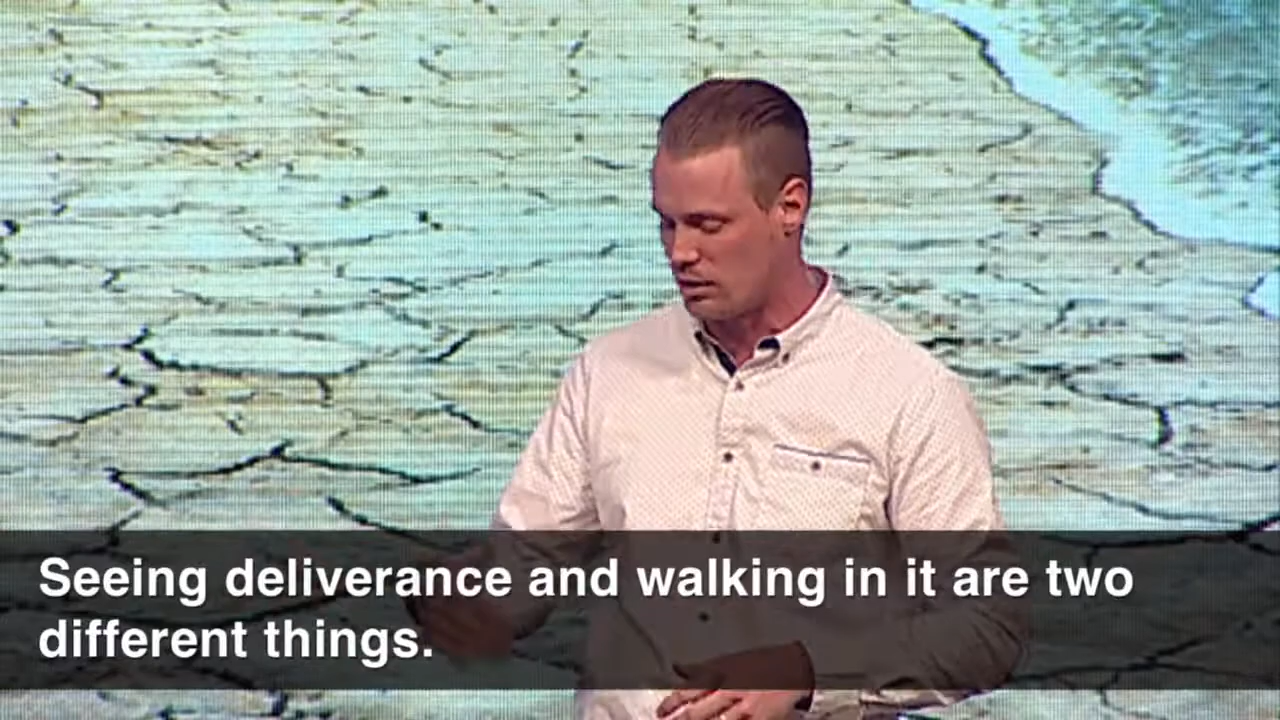 Seeing deliverance and walking in it are two
different things.